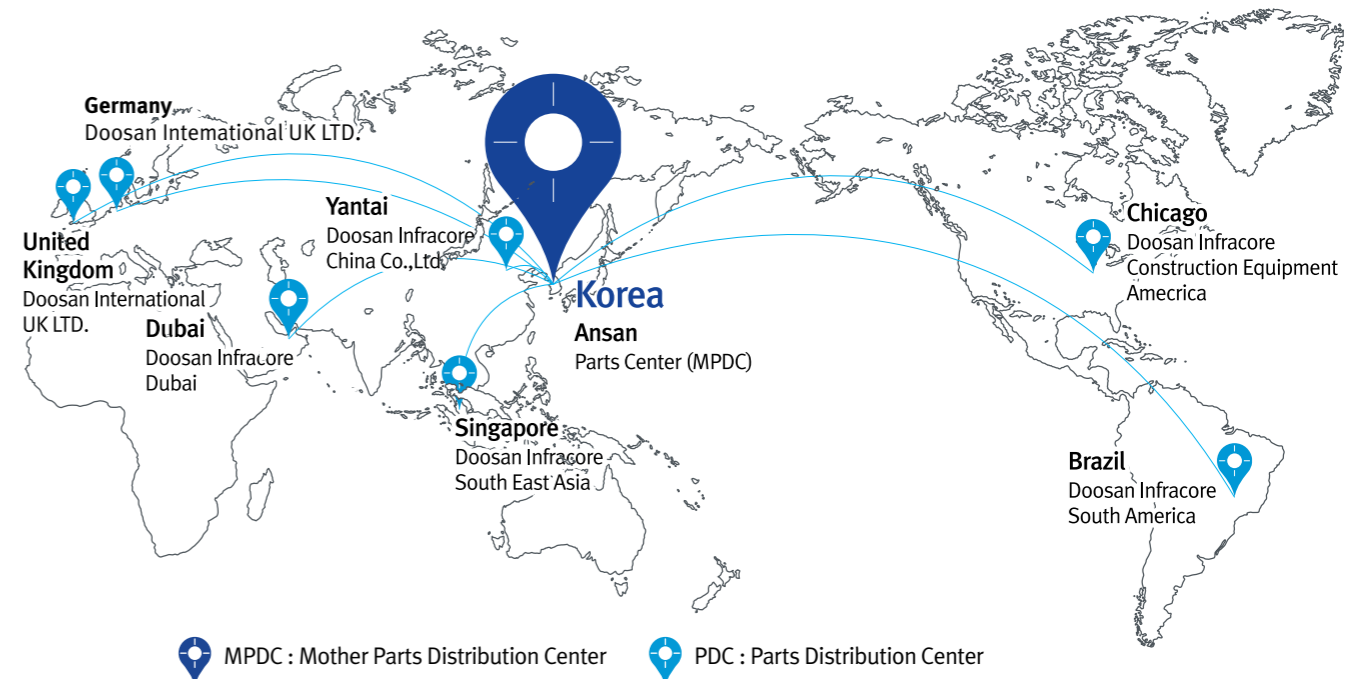 Germany
Doosan Intemational UK LTD.
United
Kingdom
Doosan International
UK LTD.
Yantai
Doosan Infracore
China Co.,Ltd
Dubai
Doosan Infracore
Dubai
Korea
Ansan
Parts Center (MPDC)
Singapore
Doosan Infracore
South East Asia
Chicago
Doosan Infracore
Construction Equipment
Amecrica
Brazil
Doosan Infracore
South America
MPDC : Mother Parts Distribution Center
PDC : Parts Distribution Center